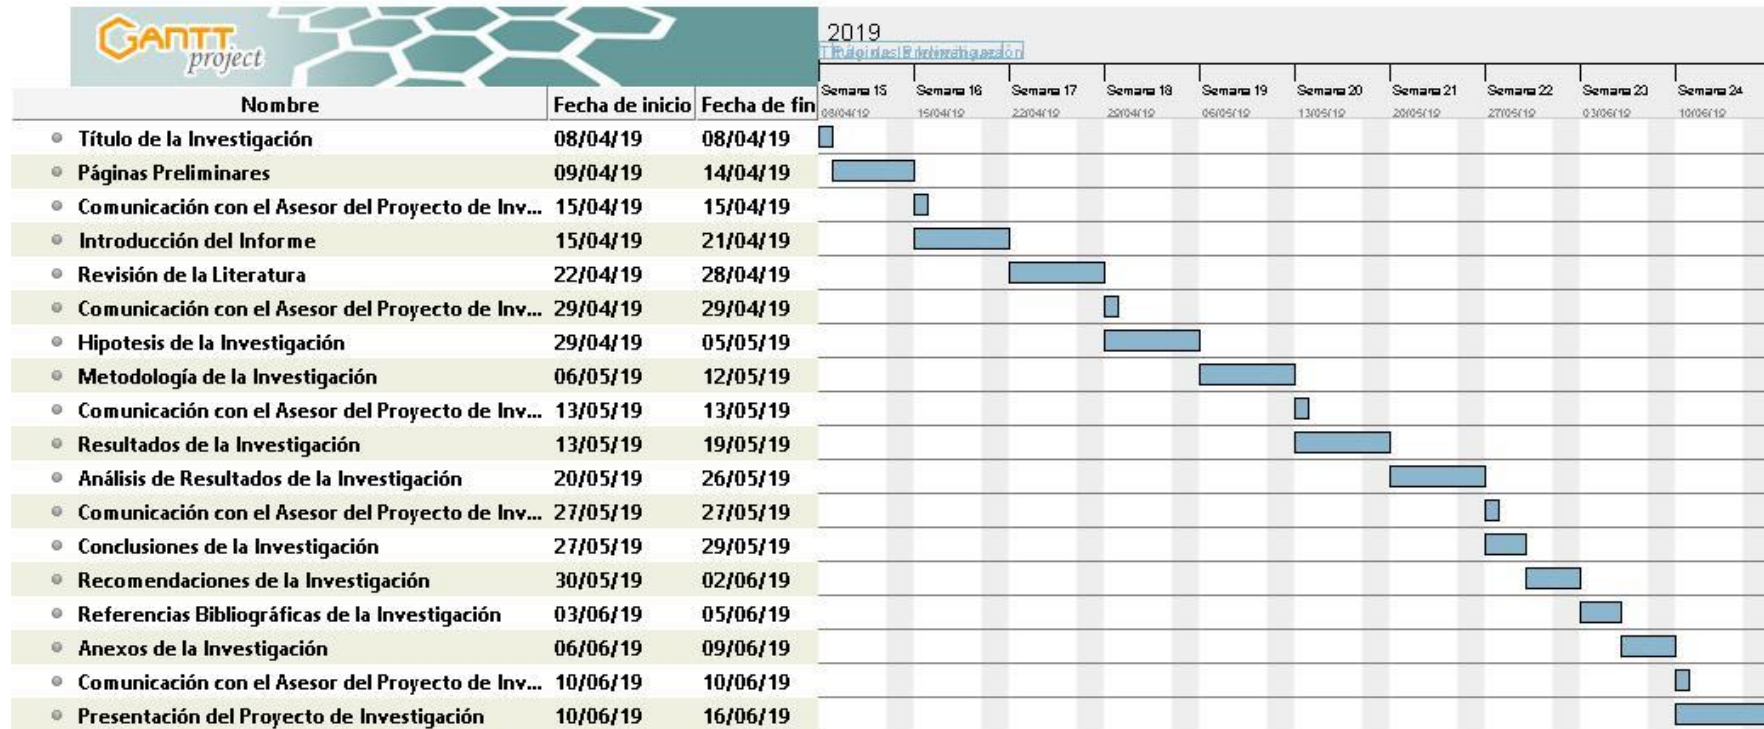 GANTT
project
2019
Nombre Fecha de inicio Fecha de fin
Semana 15 Semana 16 Semana 17 Semana 18 Semana 19 Semana 20 Semana 21 Semana 22 Semana 23 Semana 24
08/04/19 15/04/19 22/04/19 29/04/19 06/05/19 13/05/19 20/05/19 27/05/19 03/06/19 10/06/19
Título de la Investigación 08/04/19 08/04/19
Páginas Preliminares 09/04/19 14/04/19
Comunicación con el Asesor del Proyecto de Inv... 15/04/19 15/04/19
Introducción del Informe 15/04/19 21/04/19
Revisión de la Literatura 22/04/19 28/04/19
Comunicación con el Asesor del Proyecto de Inv... 29/04/19 29/04/19
Hipotesis de la Investigación 29/04/19 05/05/19
Metodología de la Investigación 06/05/19 12/05/19
Comunicación con el Asesor del Proyecto de Inv... 13/05/19 13/05/19
Resultados de la Investigación 13/05/19 19/05/19
Análisis de Resultados de la Investigación 20/05/19 26/05/19
Comunicación con el Asesor del Proyecto de Inv... 27/05/19 27/05/19
Conclusiones de la Investigación 27/05/19 29/05/19
Recomendaciones de la Investigación 30/05/19 02/06/19
Referencias Bibliográficas de la Investigación 03/06/19 05/06/19
Anexos de la Investigación 06/06/19 09/06/19
Comunicación con el Asesor del Proyecto de Inv... 10/06/19 10/06/19
Presentación del Proyecto de Investigación 10/06/19 16/06/19